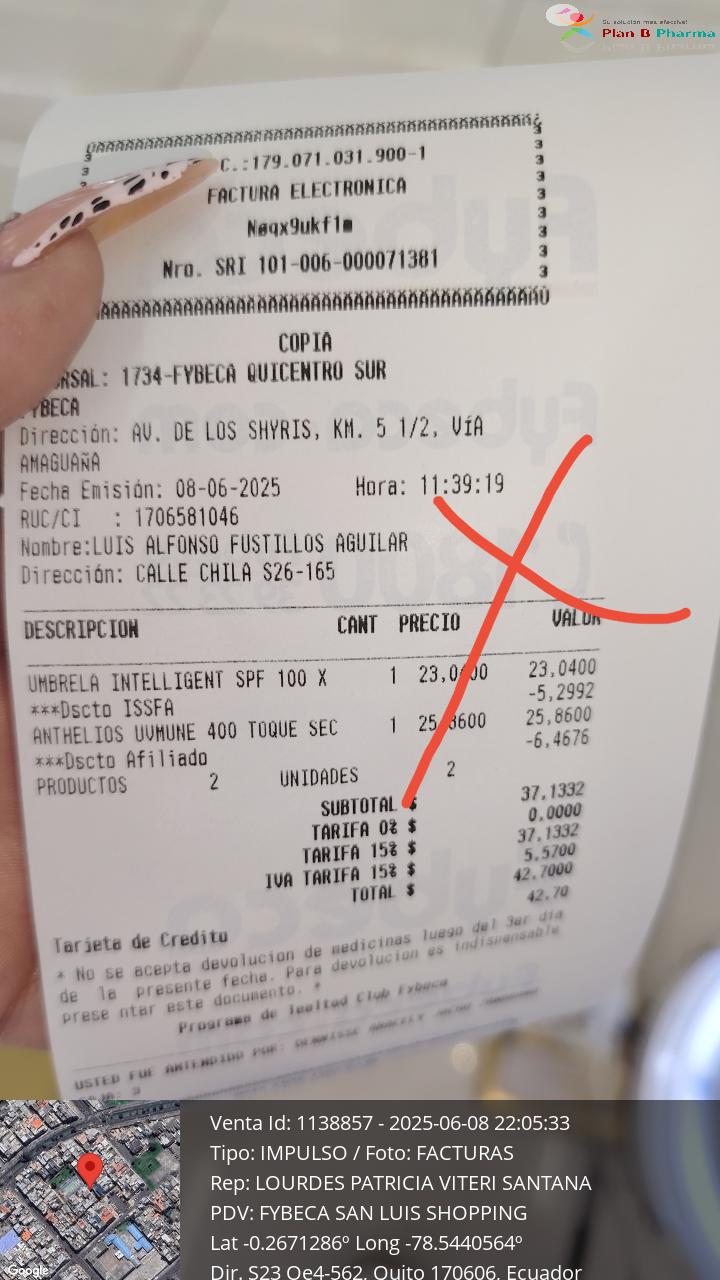 Su solución más efectiva!
Plan B Pharma
C.:179.071.031.900-1
FACTURA ELECTRONICA
Nøqx9ukf1m
Nro. SRI 101-006-000071381
COPIA
RSAL: 1734-FYBECA QUICENTRO SUR
FYBECA
Dirección: AV. DE LOS SHYRIS, KM. 5 1/2, VíA
AMAGUAñA
Fecha Emisión: 08-06-2025 Hora: 11:39:19
RUC/CI : 1706581046
Nombre:LUIS ALFONSO FUSTILLOS AGUILAR
Dirección: CALLE CHILA S26-165
DESCRIPCION CANT PRECIO VALOR
UMBRELA INTELLIGENT SPF 100 X 1 23,0400 23,0400
***Dscto ISSFA -5,2992
ANTHELIOS UVMUNE 400 TOQUE SEC 1 25,8600 25,8600
***Dscto Afiliado -6,4676
PRODUCTOS 2 UNIDADES 2
SUBTOTAL $ 37,1332
TARIFA 0% $ 0.0000
TARIFA 15% $ 37,1332
IVA TARIFA 15% $ 5,5700
TOTAL $ 42,7000
42,70
Tarjeta de Credito
* No se acepta devolucion de medicinas luego del 3er dia
de la presente fecha. Para devolucion es indispensable
prese ntar este documento. *
Programa de lealtad Club Fybeca
USTED FUE ANTENDIDO POR:
Google
Venta Id: 1138857 - 2025-06-08 22:05:33
Tipo: IMPULSO / Foto: FACTURAS
Rep: LOURDES PATRICIA VITERI SANTANA
PDV: FYBECA SAN LUIS SHOPPING
Lat -0.2671286º Long -78.5440564º
Dir. S23 Oe4-562, Quito 170606, Ecuador